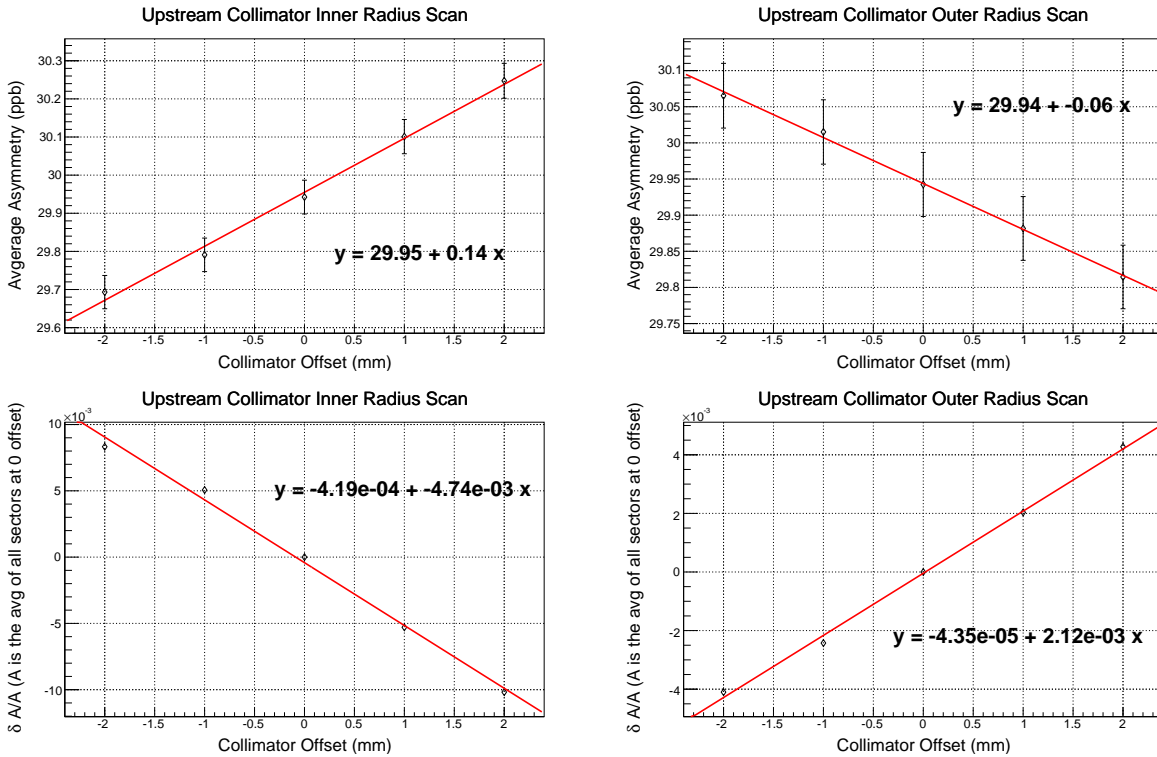 Upstream Collimator Inner Radius Scan
Avgerage Asymmetry (ppb)
30.3
30.2
30.1
30
29.9
29.8
29.7
29.6
y = 29.95 + 0.14 x
-2 -1.5 -1 -0.5 0 0.5 1 1.5 2
Collimator Offset (mm)
Upstream Collimator Outer Radius Scan
Avgerage Asymmetry (ppb)
30.1
30.05
30
29.95
29.9
29.85
29.8
29.75
y = 29.94 + -0.06 x
-2 -1.5 -1 -0.5 0 0.5 1 1.5 2
Collimator Offset (mm)
Upstream Collimator Inner Radius Scan
δ A/A (A is the avg of all sectors at 0 offset)
×10⁻³
10
5
0
-5
-10
y = -4.19e-04 + -4.74e-03 x
-2 -1.5 -1 -0.5 0 0.5 1 1.5 2
Collimator Offset (mm)
Upstream Collimator Outer Radius Scan
δ A/A (A is the avg of all sectors at 0 offset)
×10⁻³
4
2
0
-2
-4
y = -4.35e-05 + 2.12e-03 x
-2 -1.5 -1 -0.5 0 0.5 1 1.5 2
Collimator Offset (mm)